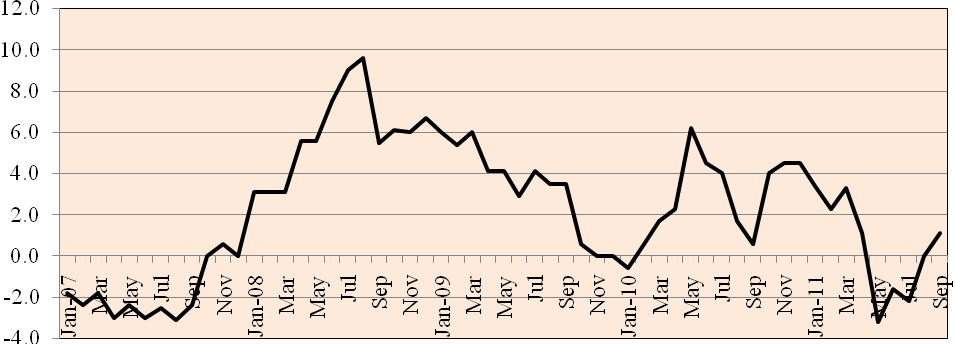 12.0
10.0
8.0
6.0
4.0
2.0
0.0
-2.0
-4.0
Jan-07
Mar
May
Jul
Sep
Nov
Jan-08
Mar
May
Jul
Sep
Nov
Jan-09
Mar
May
Jul
Sep
Nov
Jan-10
Mar
May
Jul
Sep
Nov
Jan-11
Mar
May
Jul
Sep